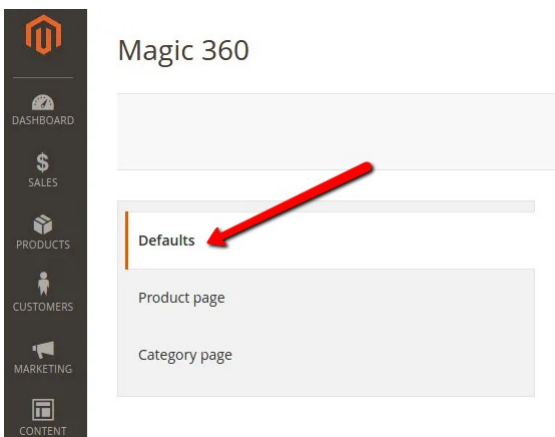 Magic 360
DASHBOARD
SALES
PRODUCTS
CUSTOMERS
MARKETING
CONTENT
Defaults
Product page
Category page